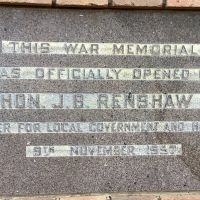 THIS WAR MEMORIAL
AS OFFICIALLY OPENED
HON. J. B. RENSHAW
ER FOR LOCAL GOVERNMENT AND H
9TH NOVEMBER 1957